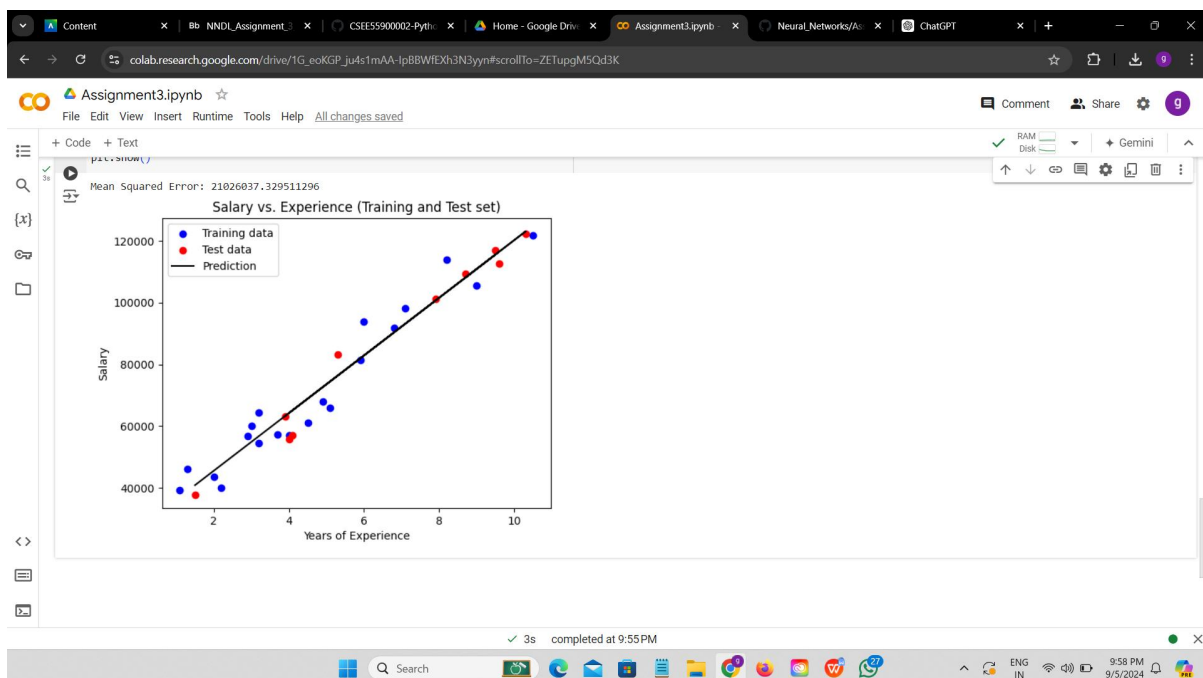 Content
Bb NNDL_Assignment_3
CSEE55900002-Pytho
Home - Google Driv
CO Assignment3.ipynb -
Neural_Networks/As
ChatGPT
colab.research.google.com/drive/1G_eoKGP_ju4s1mAA-IpBBWfEXh3N3yyn#scrollTo=ZETupgM5Qd3K
g
CO Assignment3.ipynb
File Edit View Insert Runtime Tools Help All changes saved
Comment Share g
+ Code + Text
RAM
Disk
Gemini
plt.show()
3s
Mean Squared Error: 21026037.329511296
{x}
Salary vs. Experience (Training and Test set)
Training data
Test data
Prediction
120000
100000
80000
60000
40000
Salary
2 4 6 8 10
Years of Experience
3s completed at 9:55 PM
Search
27
ENG
IN
9:58 PM
9/5/2024
PRE